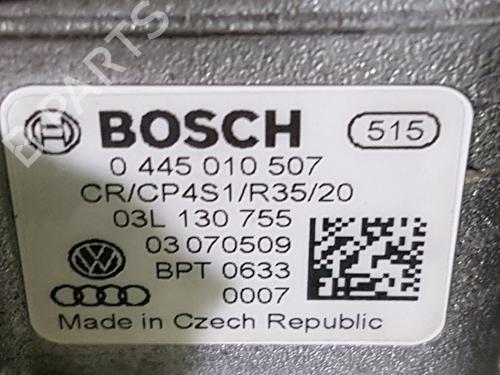 B-PARTS
BOSCH 515
0 445 010 507
CR/CP4S1/R35/20
03L 130 755
03 070509
BPT 0633
0007
Made in Czech Republic